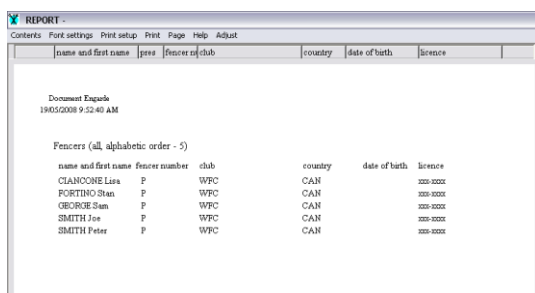 REPORT -
Contents Font settings Print setup Print Page Help Adjust
name and first name pres fencer n club country date of birth licence
Document Engarde
19/05/2008 9:52:40 AM
Fencers (all, alphabetic order - 5)
name and first name fencer number club country date of birth licence
CIANCONE Lisa P WFC CAN xxx-xxxx
FORTINO Stan P WFC CAN xxx-xxxx
GEORGE Sam P WFC CAN xxx-xxxx
SMITH Joe P WFC CAN xxx-xxxx
SMITH Peter P WFC CAN xxx-xxxx